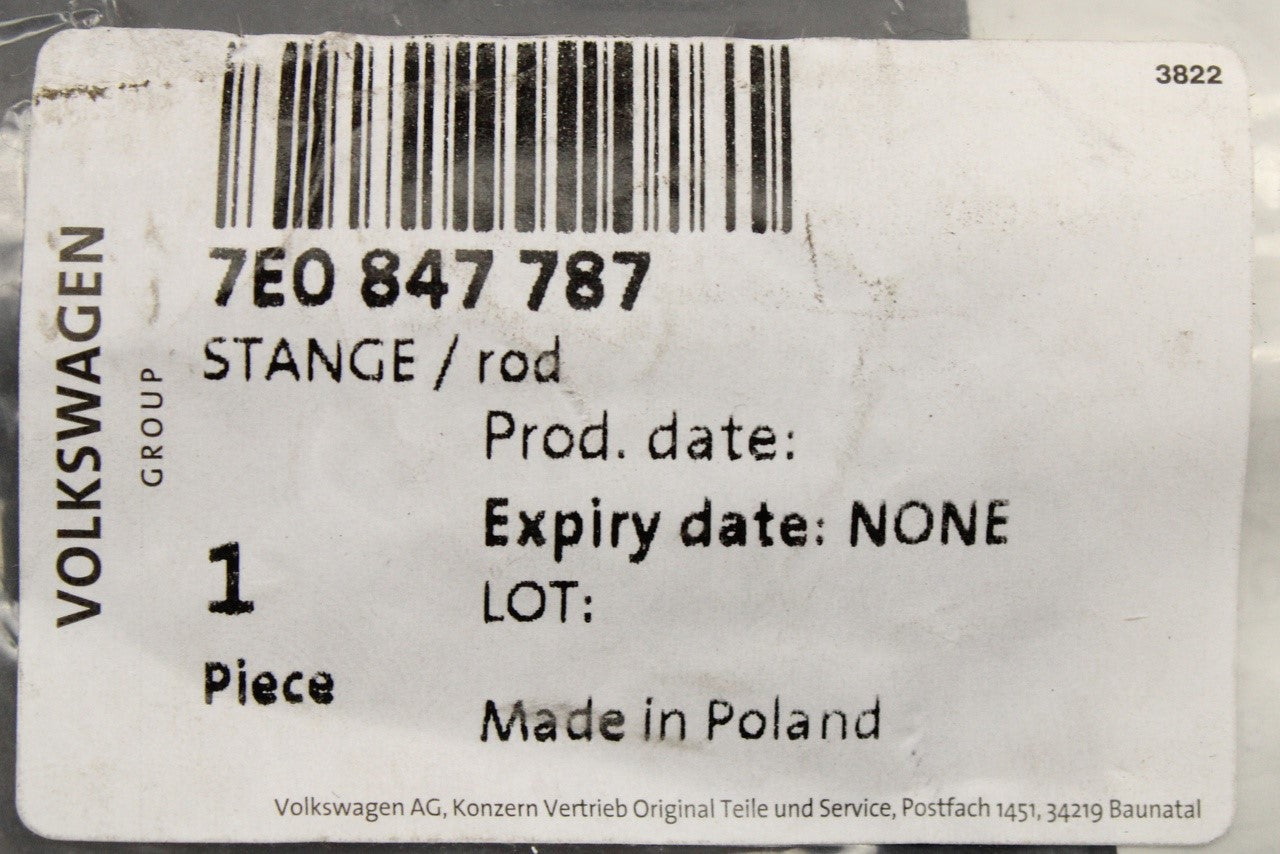 3822
VOLKSWAGEN
GROUP
7E0 847 787
STANGE / rod
Prod. date:
Expiry date: NONE
1
LOT:
Piece
Made in Poland
Volkswagen AG, Konzern Vertrieb Original Teile und Service, Postfach 1451, 34219 Baunatal